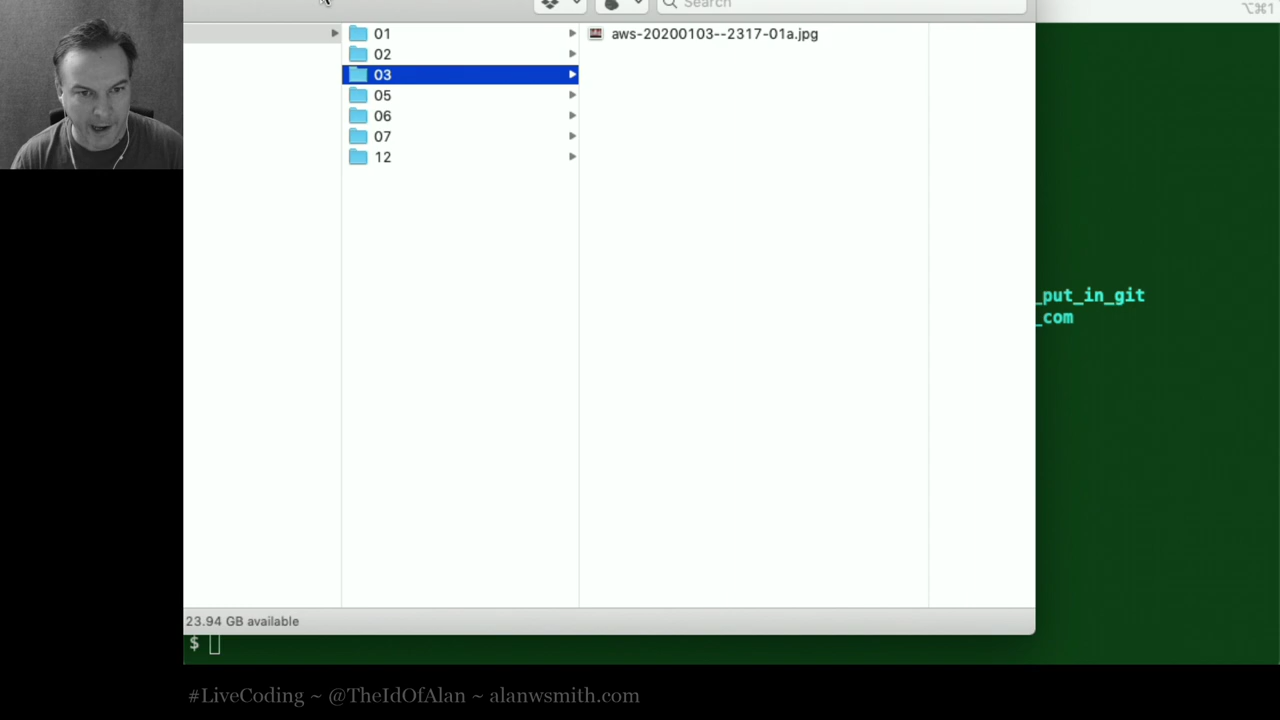 Search
⌥⌘1
01
aws-20200103--2317-01a.jpg
02
03
05
06
07
12
_put_in_git
_com
23.94 GB available
$
#LiveCoding ~ @TheIdOfAlan ~ alanwsmith.com